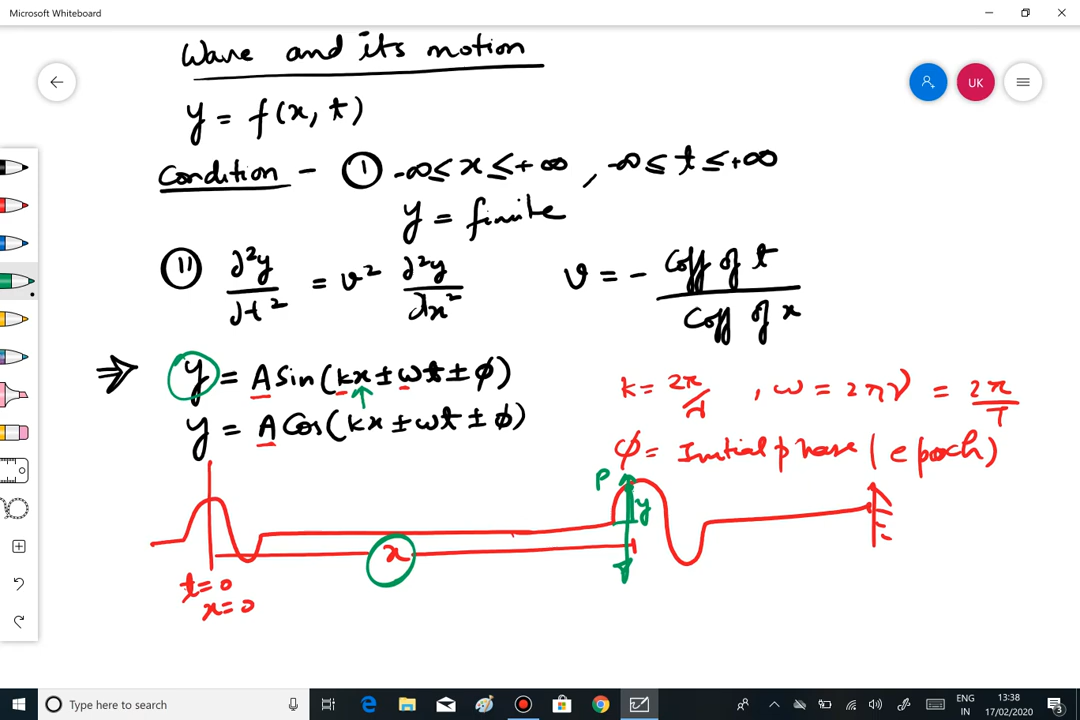 Microsoft Whiteboard
UK
Wave and its motion
y = f(x, t)
Condition - ① -∞ ≤ x ≤ +∞ , -∞ ≤ t ≤ +∞
y = finite
② ∂²y/∂t² = v² ∂²y/∂x² v = - Coff of t / Coff of x
⇒ y = A Sin(kx ± ωt ± ϕ)
k = 2π/λ , ω = 2πν = 2π/T
y = A Cos(kx ± ωt ± ϕ)
ϕ = Initial phase (epoch)
P
y
x
t=0
x=0
Type here to search
ENG
IN
13:38
17/02/2020
3